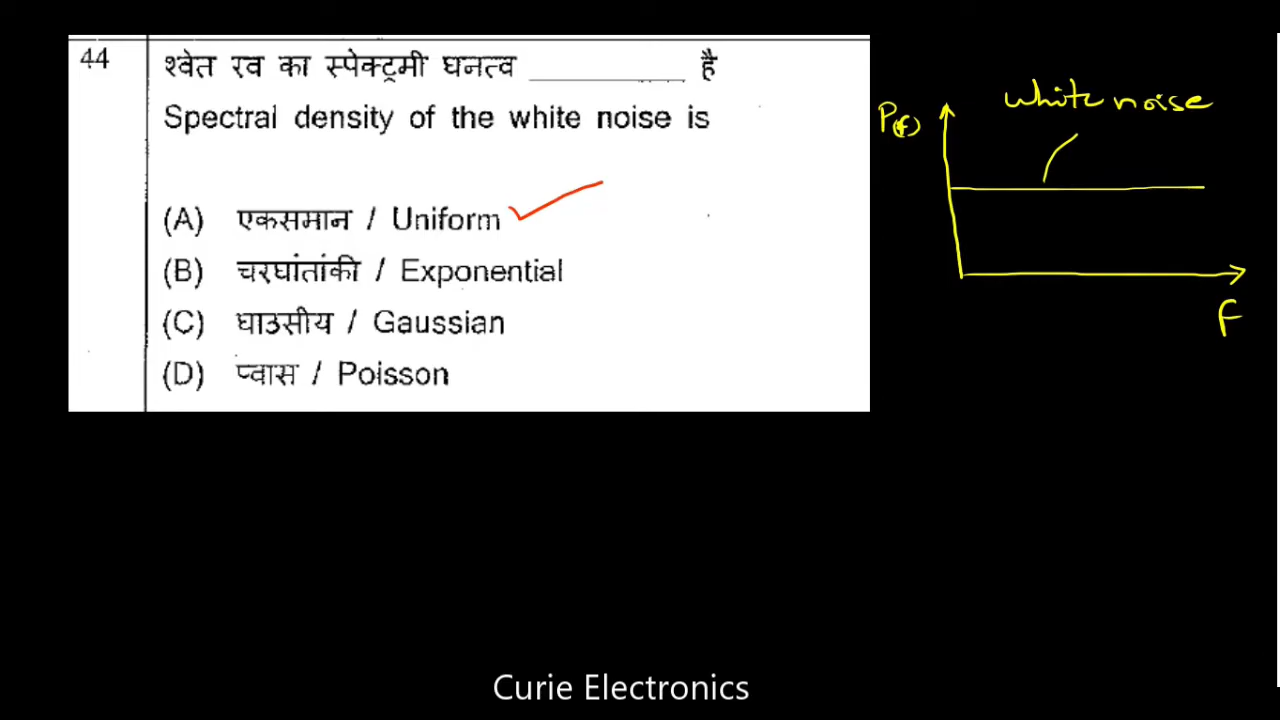 44
श्वेत रव का स्पेक्ट्रमी घनत्व ________ है
Spectral density of the white noise is
(A) एकसमान / Uniform
(B) चरघांतांकी / Exponential
(C) घाउसीय / Gaussian
(D) प्वास / Poisson
white noise
P(f)
F
Curie Electronics